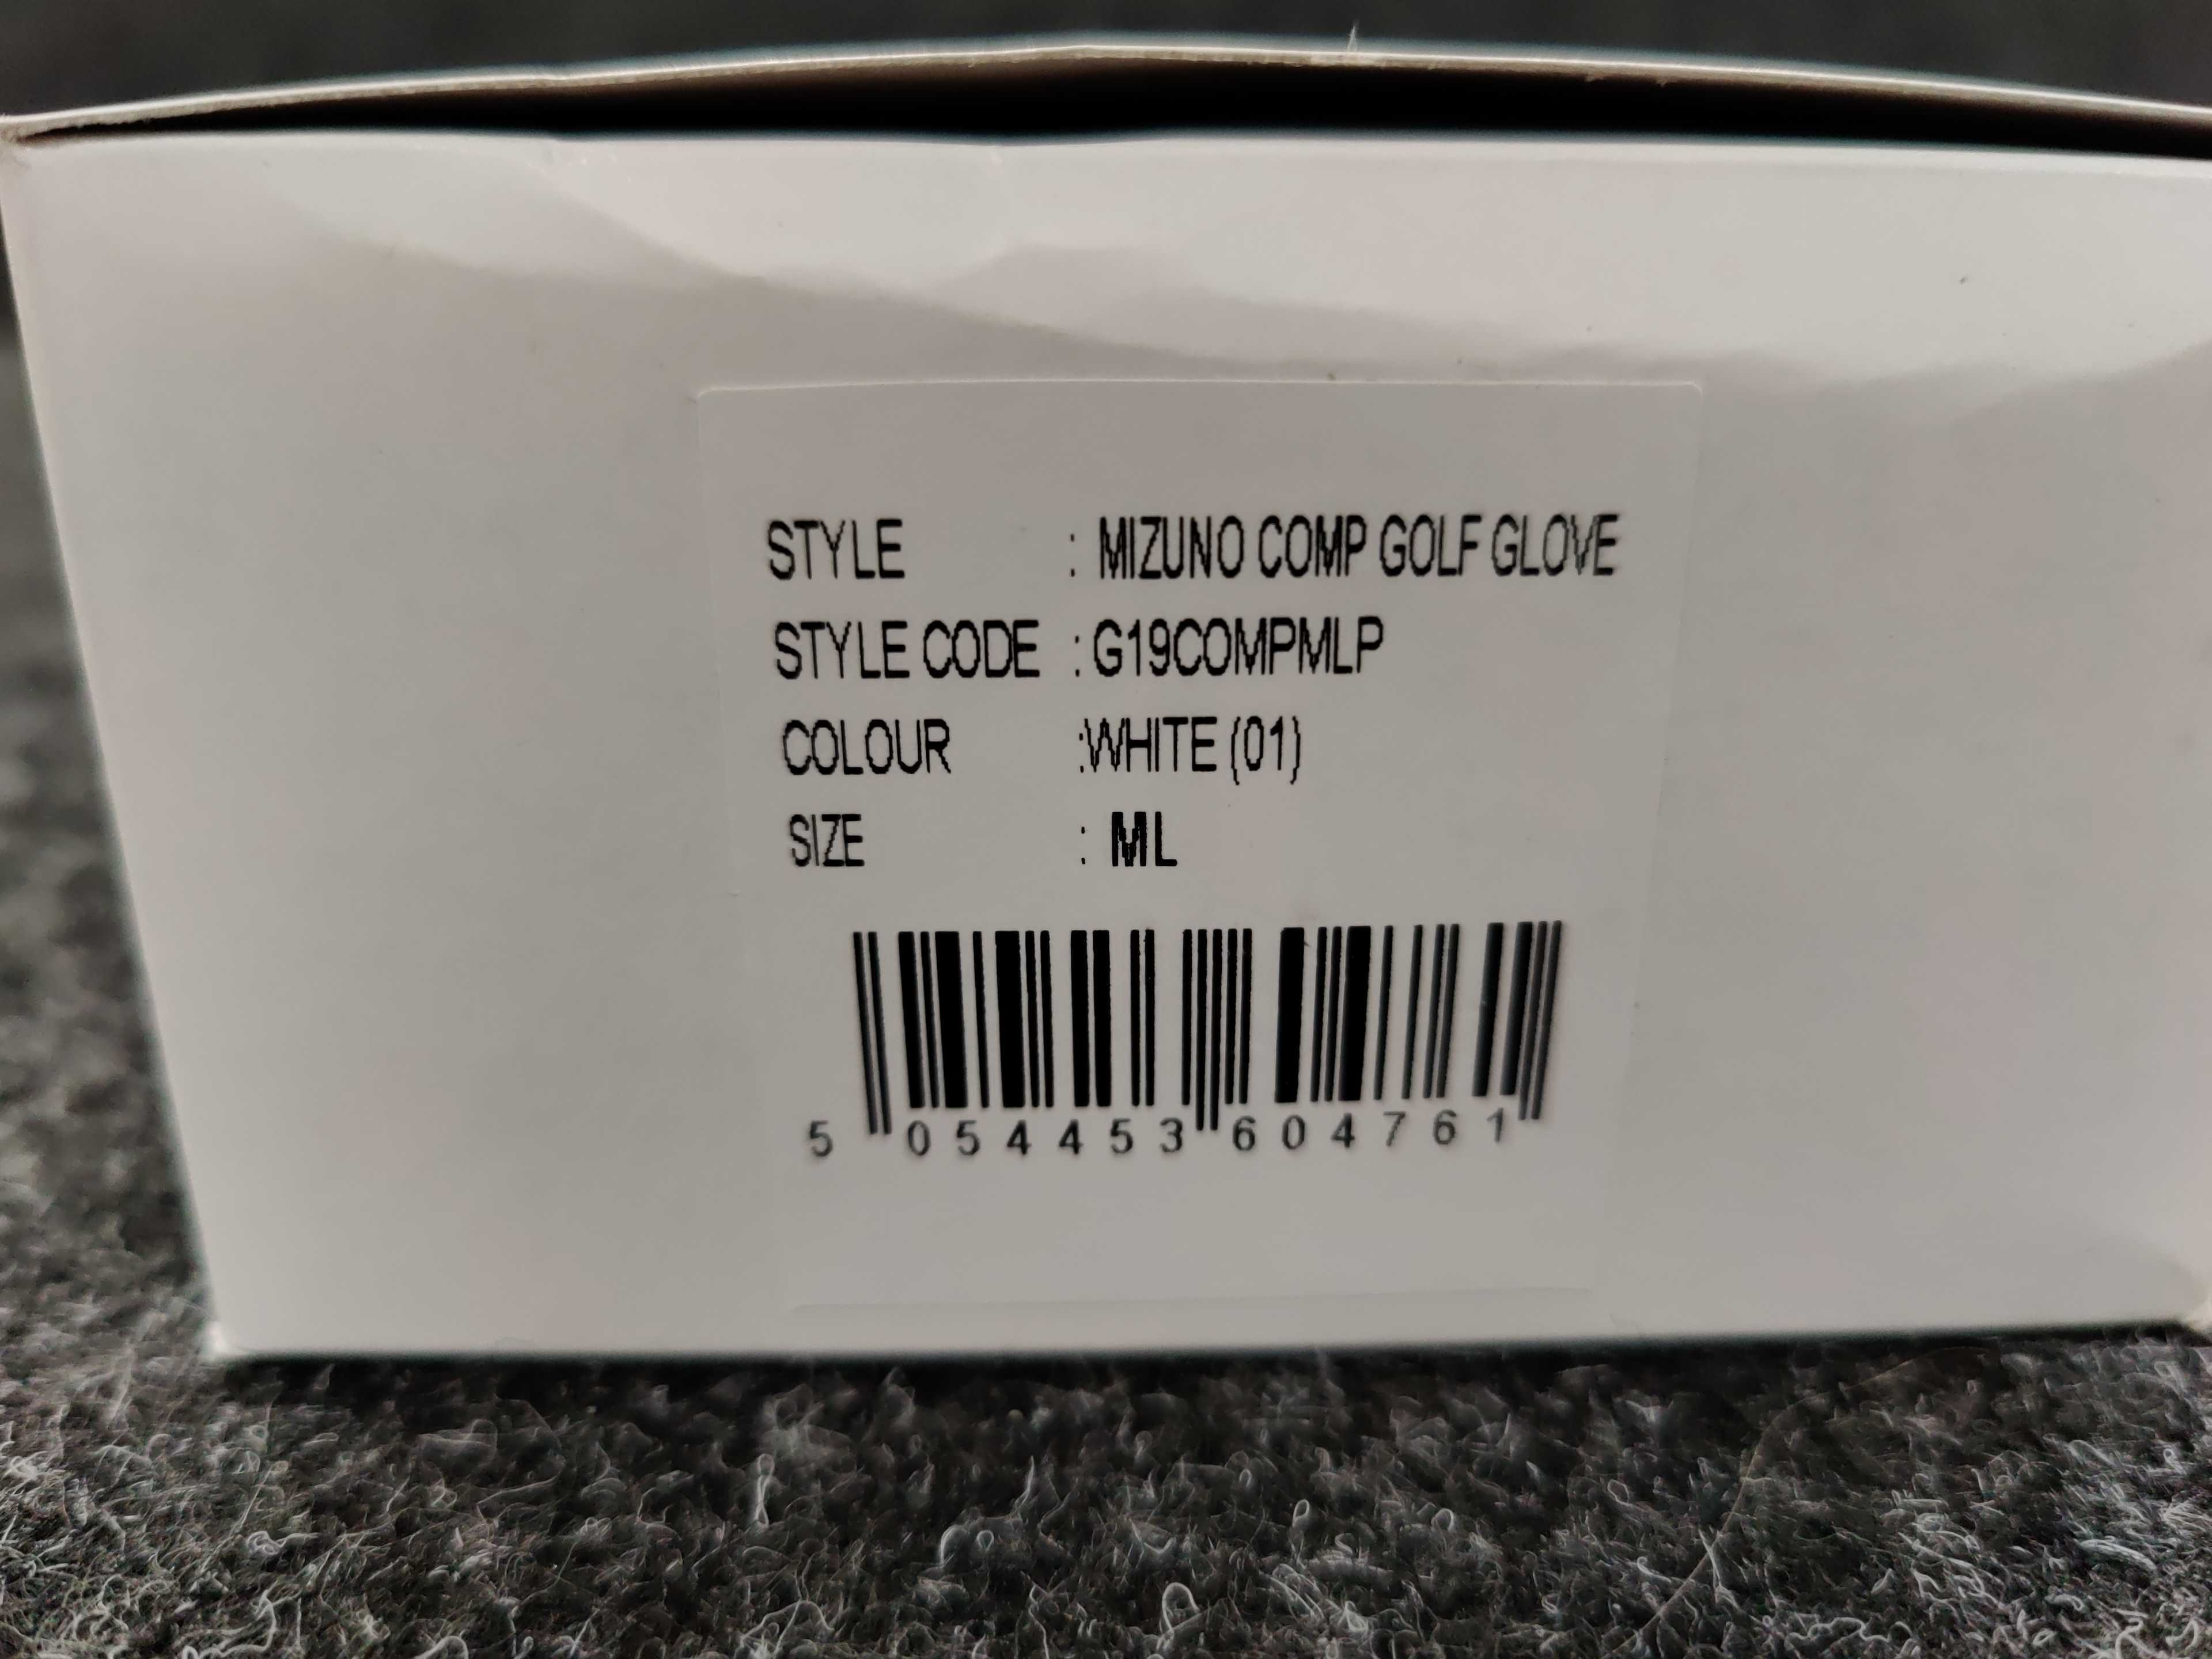 STYLE : MIZUNO COMP GOLF GLOVE
STYLE CODE : G19COMPMLP
COLOUR :WHITE (01)
SIZE : ML
5 054453 604761